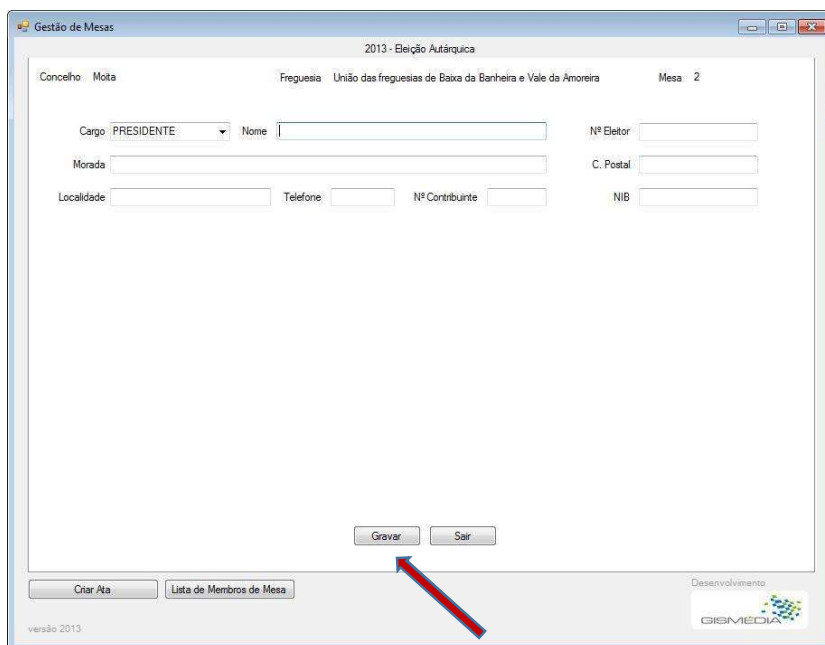 Gestão de Mesas
2013 - Eleição Autárquica
Concelho Moita Freguesia União das freguesias de Baixa da Banheira e Vale da Amoreira Mesa 2
Cargo PRESIDENTE Nome Nº Eleitor
Morada C. Postal
Localidade Telefone Nº Contribuinte NIB
Gravar Sair
Criar Ata Lista de Membros de Mesa
Desenvolvimento
GISMÉDIA
versão 2013